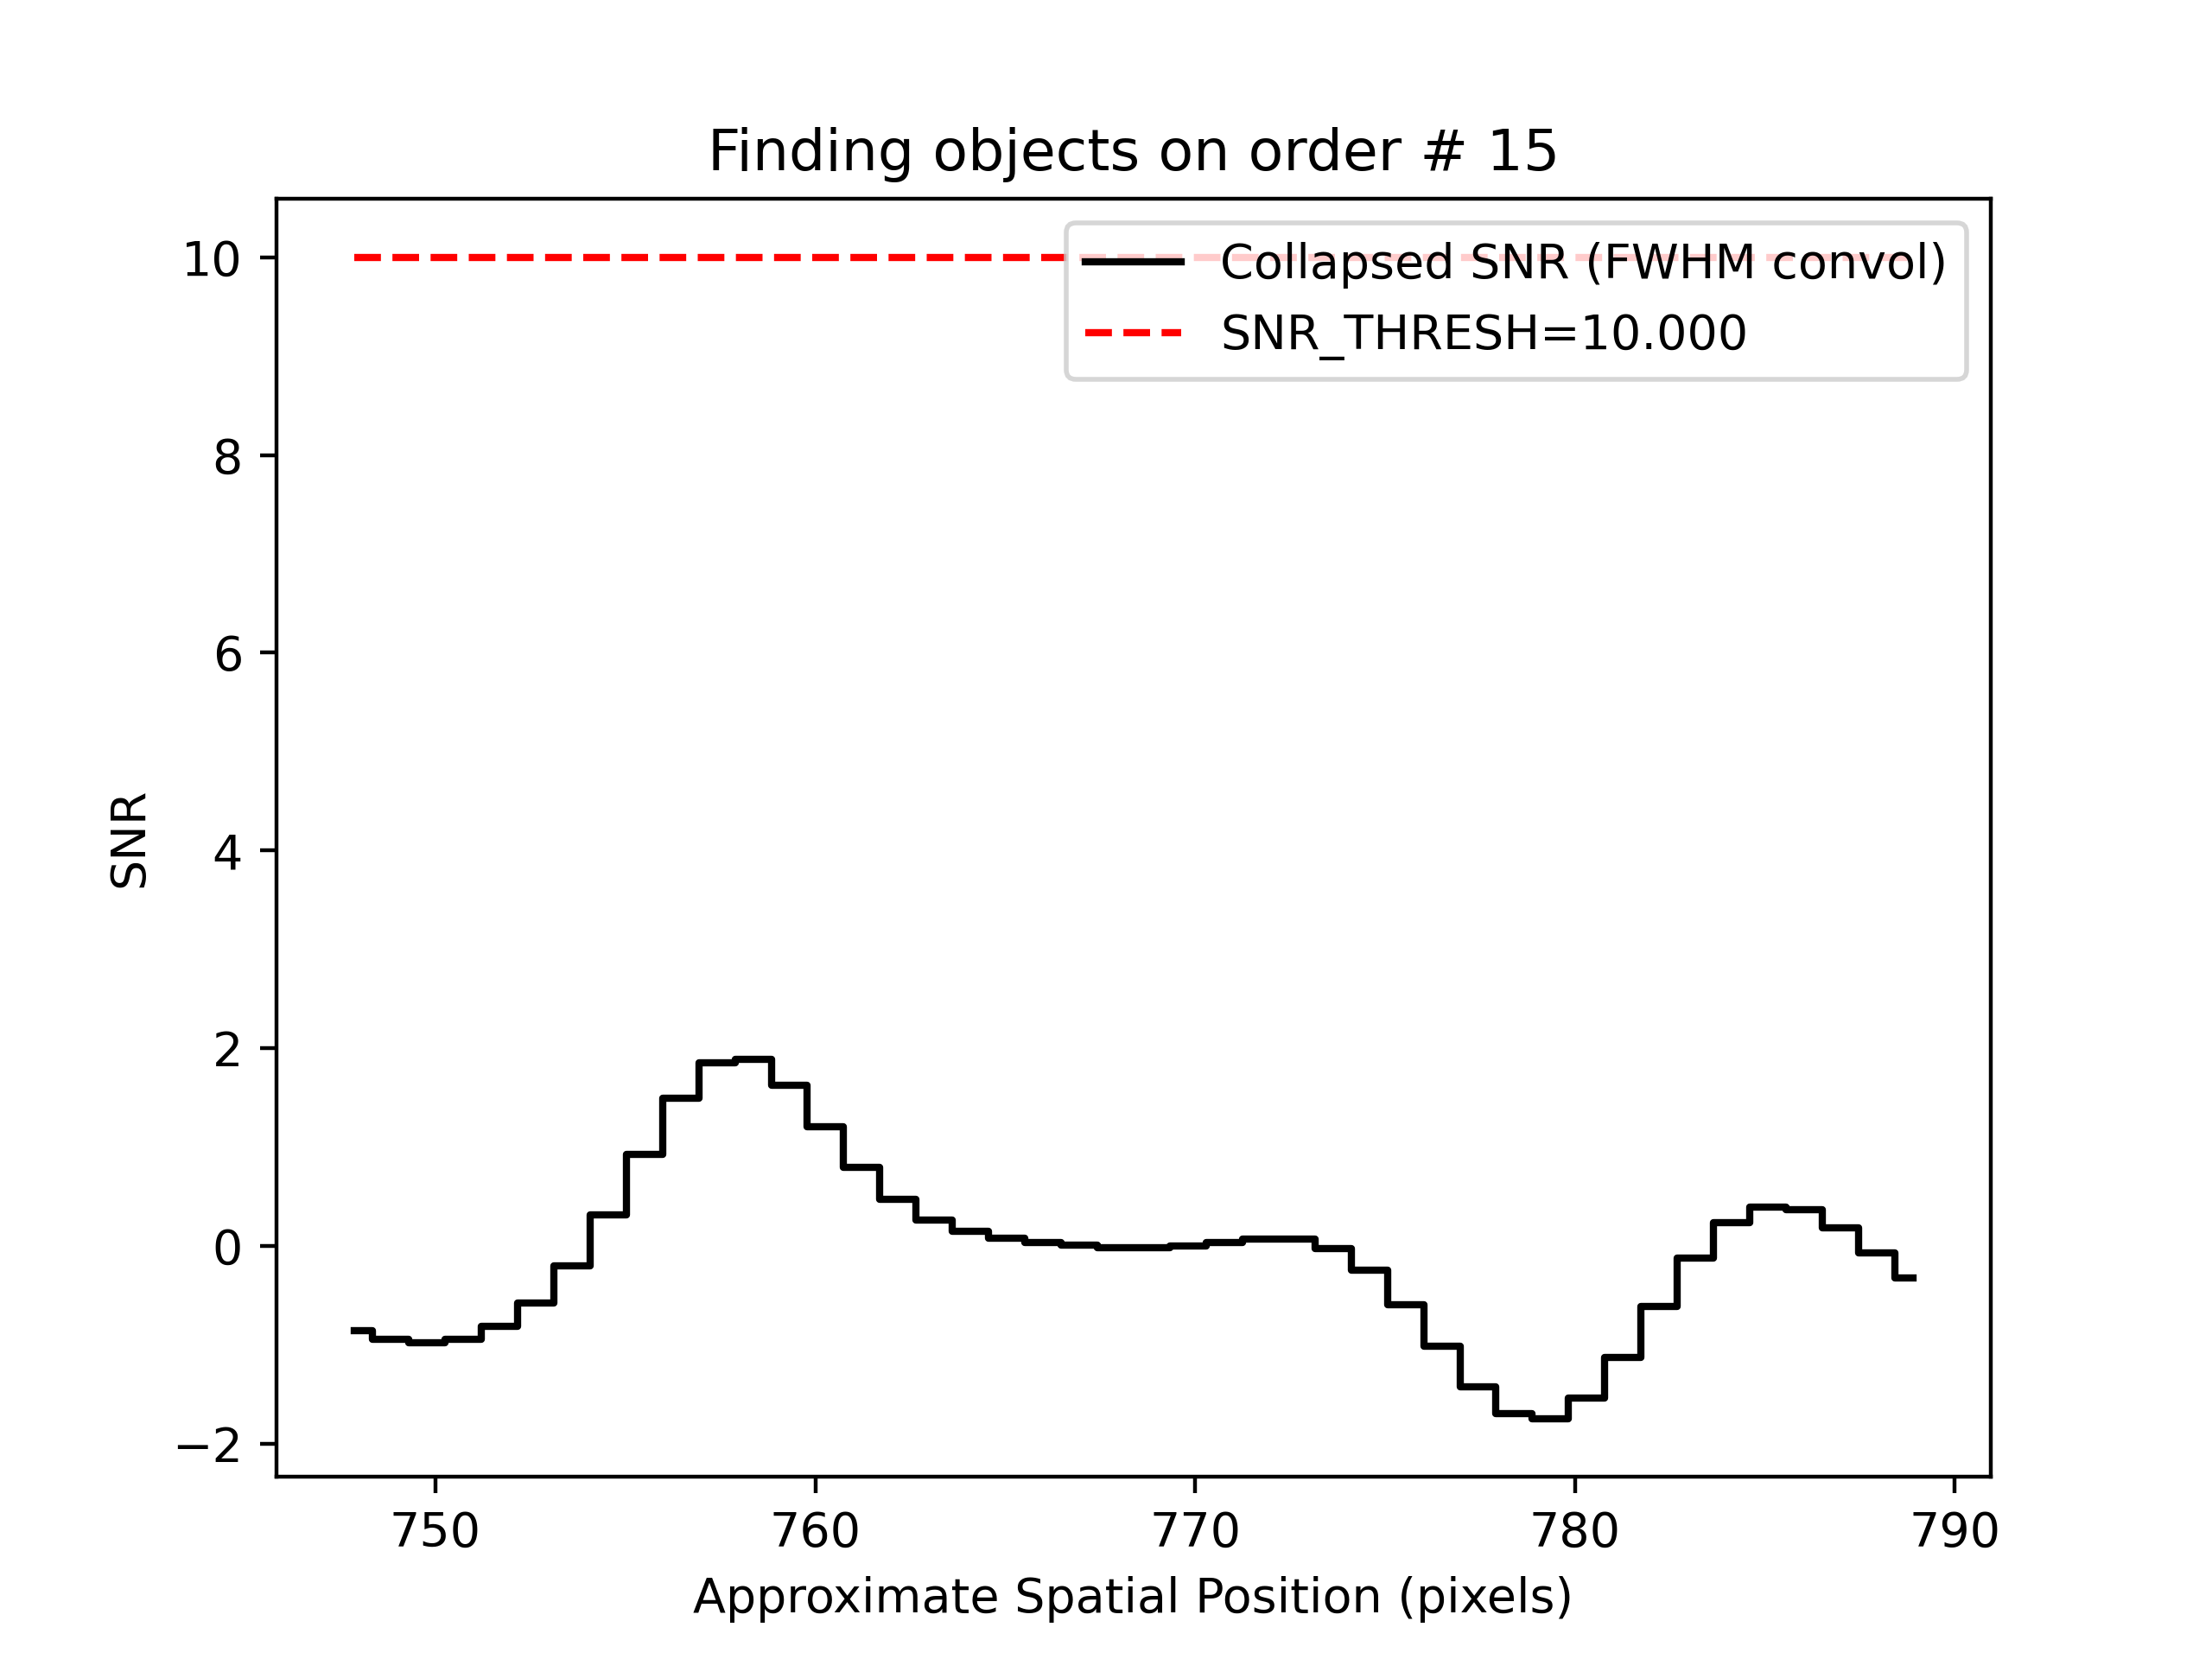 Finding objects on order # 15
Collapsed SNR (FWHM convol)
SNR_THRESH=10.000
10
8
6
4
2
0
−2
SNR
750 760 770 780 790
Approximate Spatial Position (pixels)